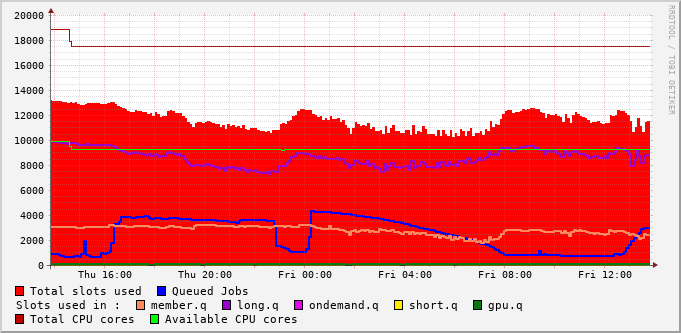 20000
18000
16000
14000
12000
10000
8000
6000
4000
2000
0
Thu 16:00 Thu 20:00 Fri 00:00 Fri 04:00 Fri 08:00 Fri 12:00
Total slots used Queued Jobs
Slots used in : member.q long.q ondemand.q short.q gpu.q
Total CPU cores Available CPU cores
RRDTOOL / TOBI OETIKER